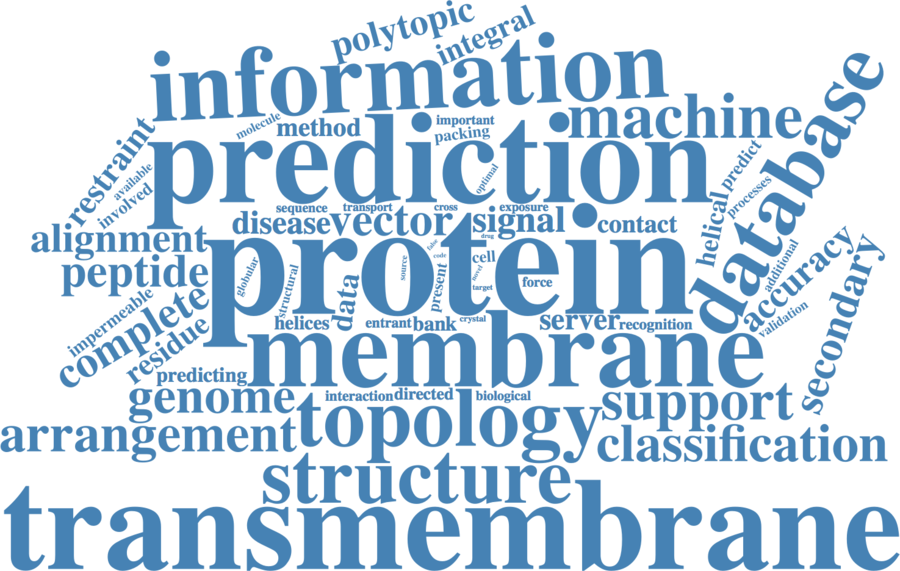 polytopic
integral
information
machine
database
molecule
method
important
packing
prediction
restraint
available
involved
optimal
helical
predict
processes
sequence
transport
cross
exposure
disease
vector
signal
contact
alignment
peptide
protein
drug
false
code
cell
novel
target
force
source
present
globular
structural
data
additional
accuracy
secondary
validation
impermeable
complete
residue
helices
entrant
bank
crystal
server
recognition
membrane
predicting
interaction
directed
biological
genome
topology
support
arrangement
classification
structure
transmembrane